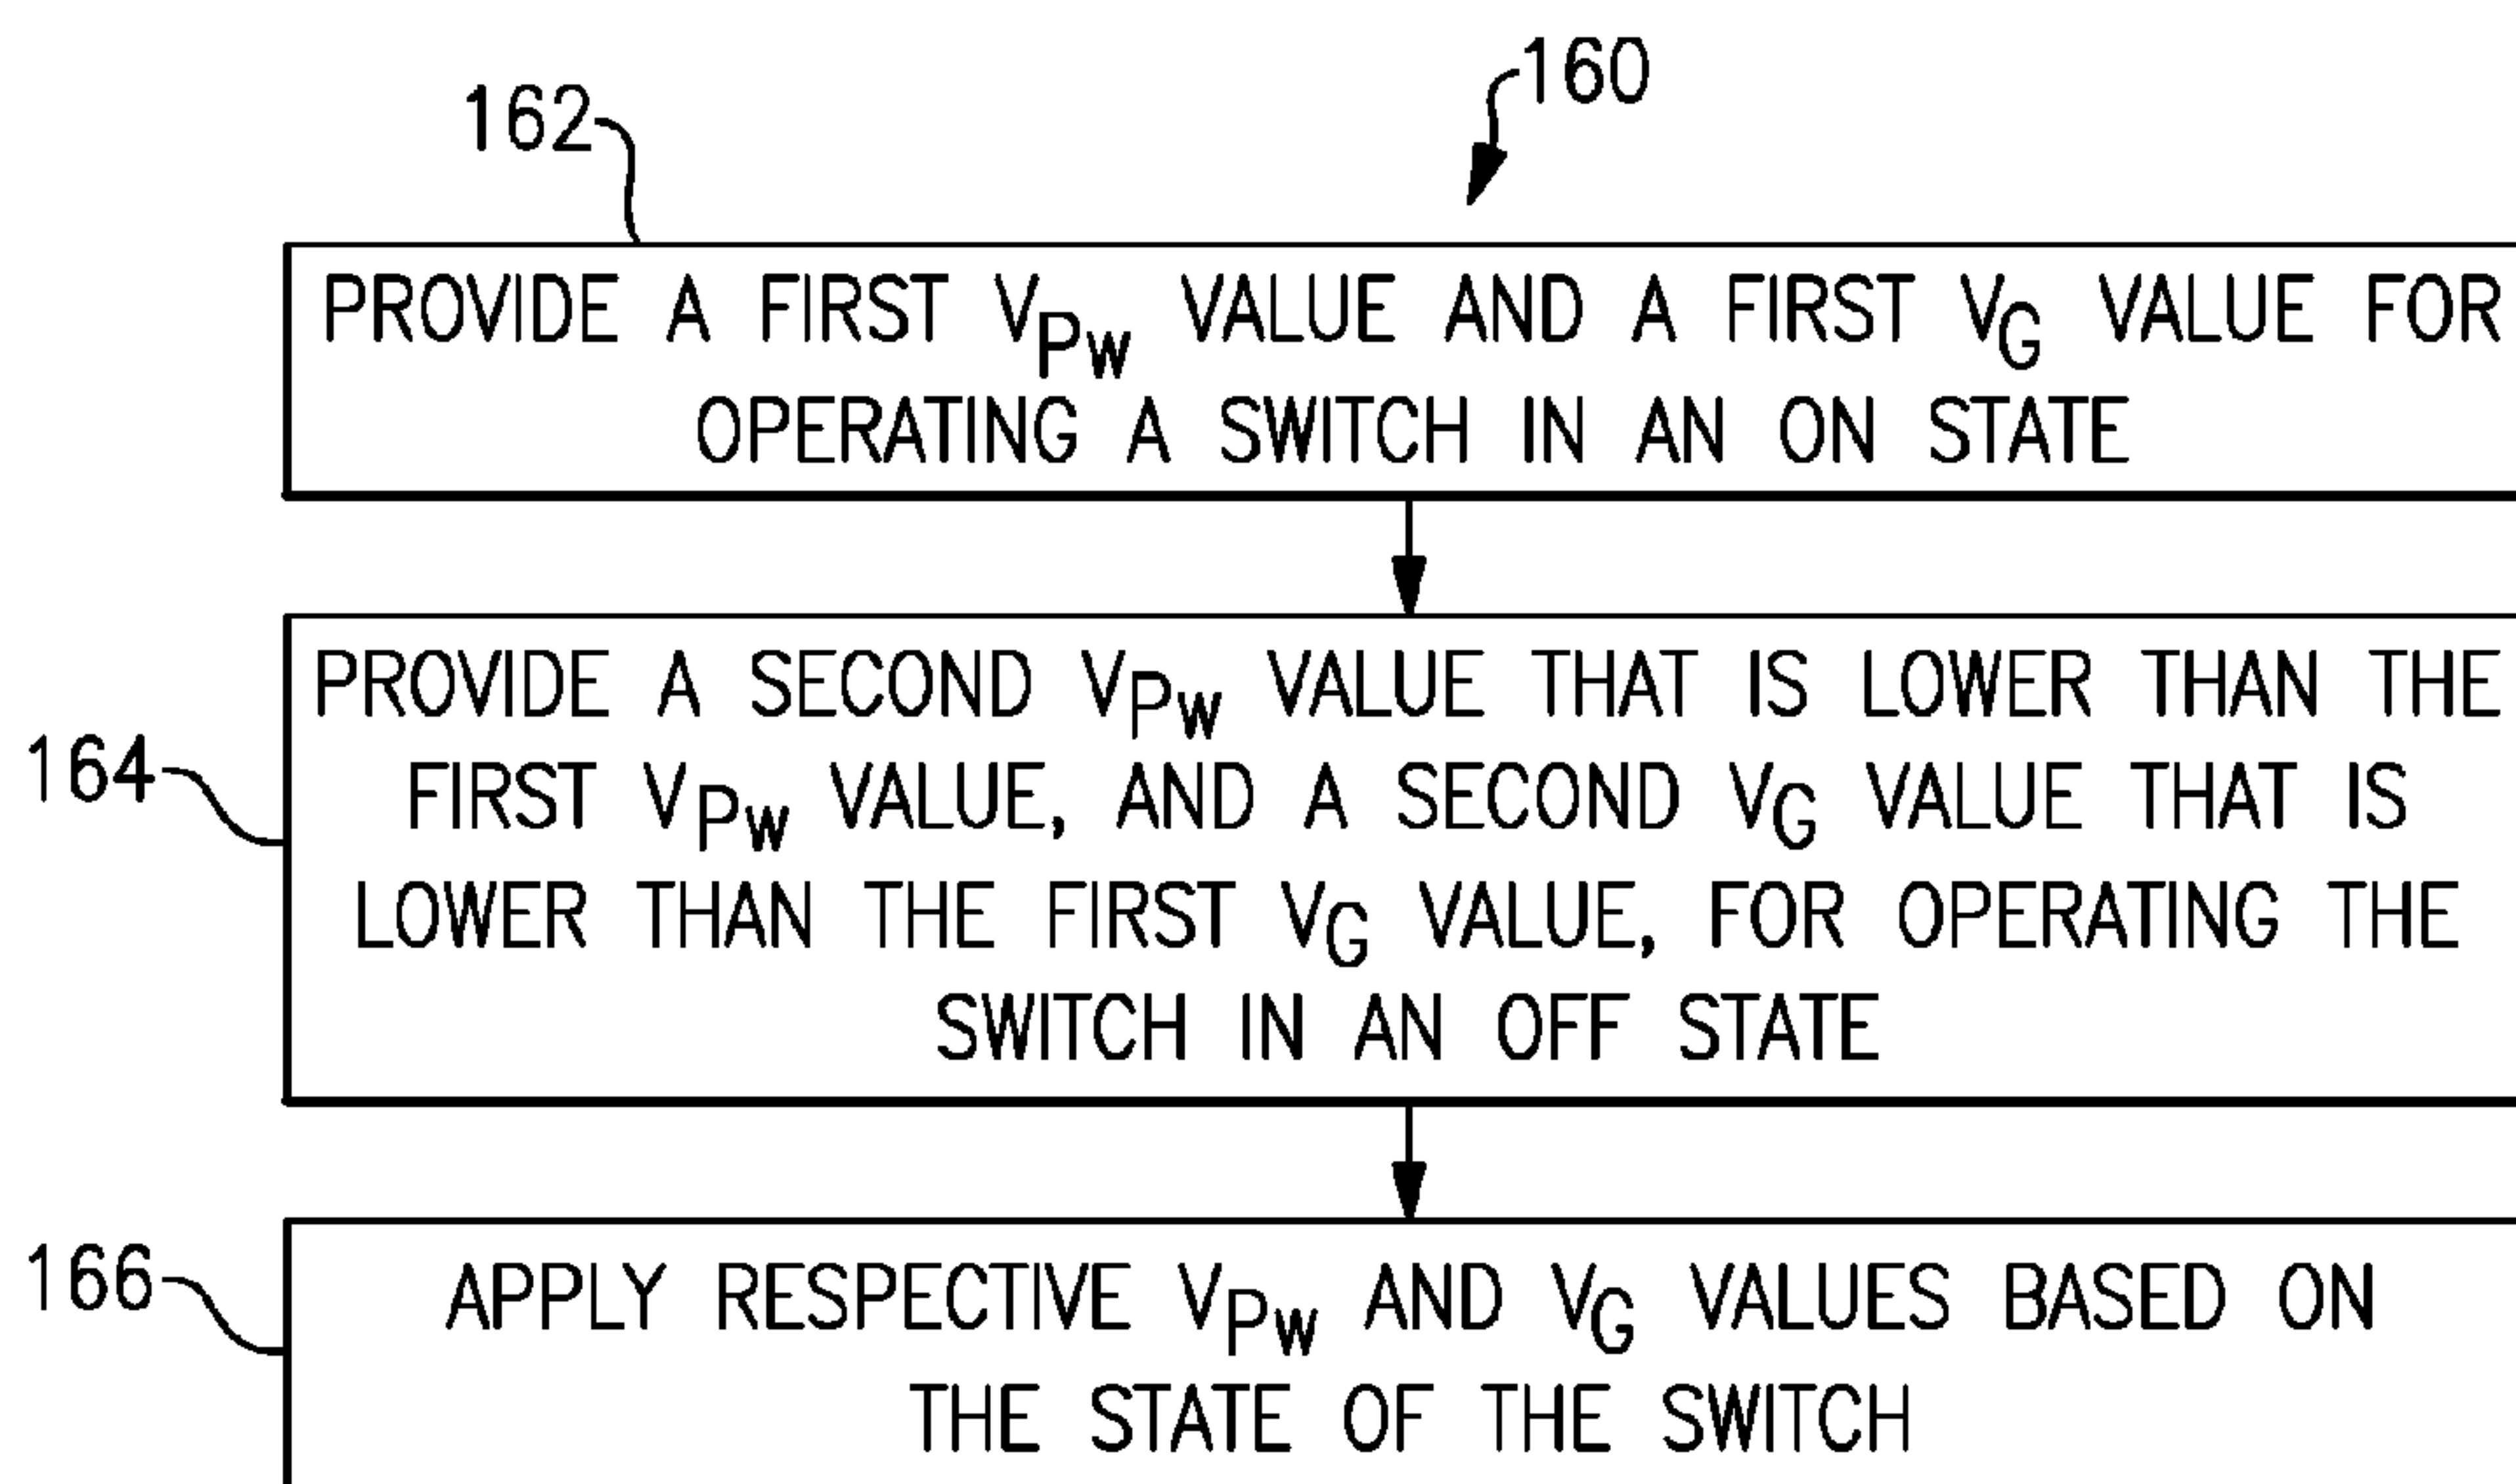 160
162
PROVIDE A FIRST VPW VALUE AND A FIRST VG VALUE FOR
OPERATING A SWITCH IN AN ON STATE
PROVIDE A SECOND VPW VALUE THAT IS LOWER THAN THE
164
FIRST VPW VALUE, AND A SECOND VG VALUE THAT IS
LOWER THAN THE FIRST VG VALUE, FOR OPERATING THE
SWITCH IN AN OFF STATE
166
APPLY RESPECTIVE VPW AND VG VALUES BASED ON
THE STATE OF THE SWITCH